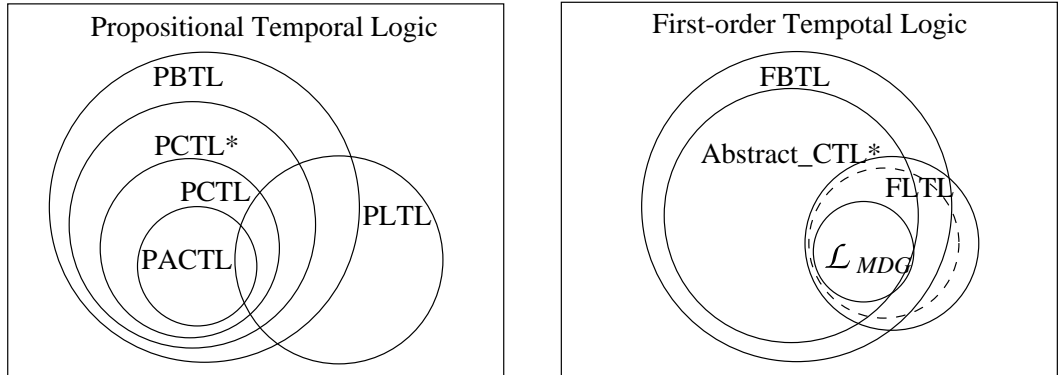 Propositional Temporal Logic
PBTL
PCTL*
PCTL
PLTL
PACTL
First-order Tempotal Logic
FBTL
Abstract_CTL*
FLTL
ℒ MDG